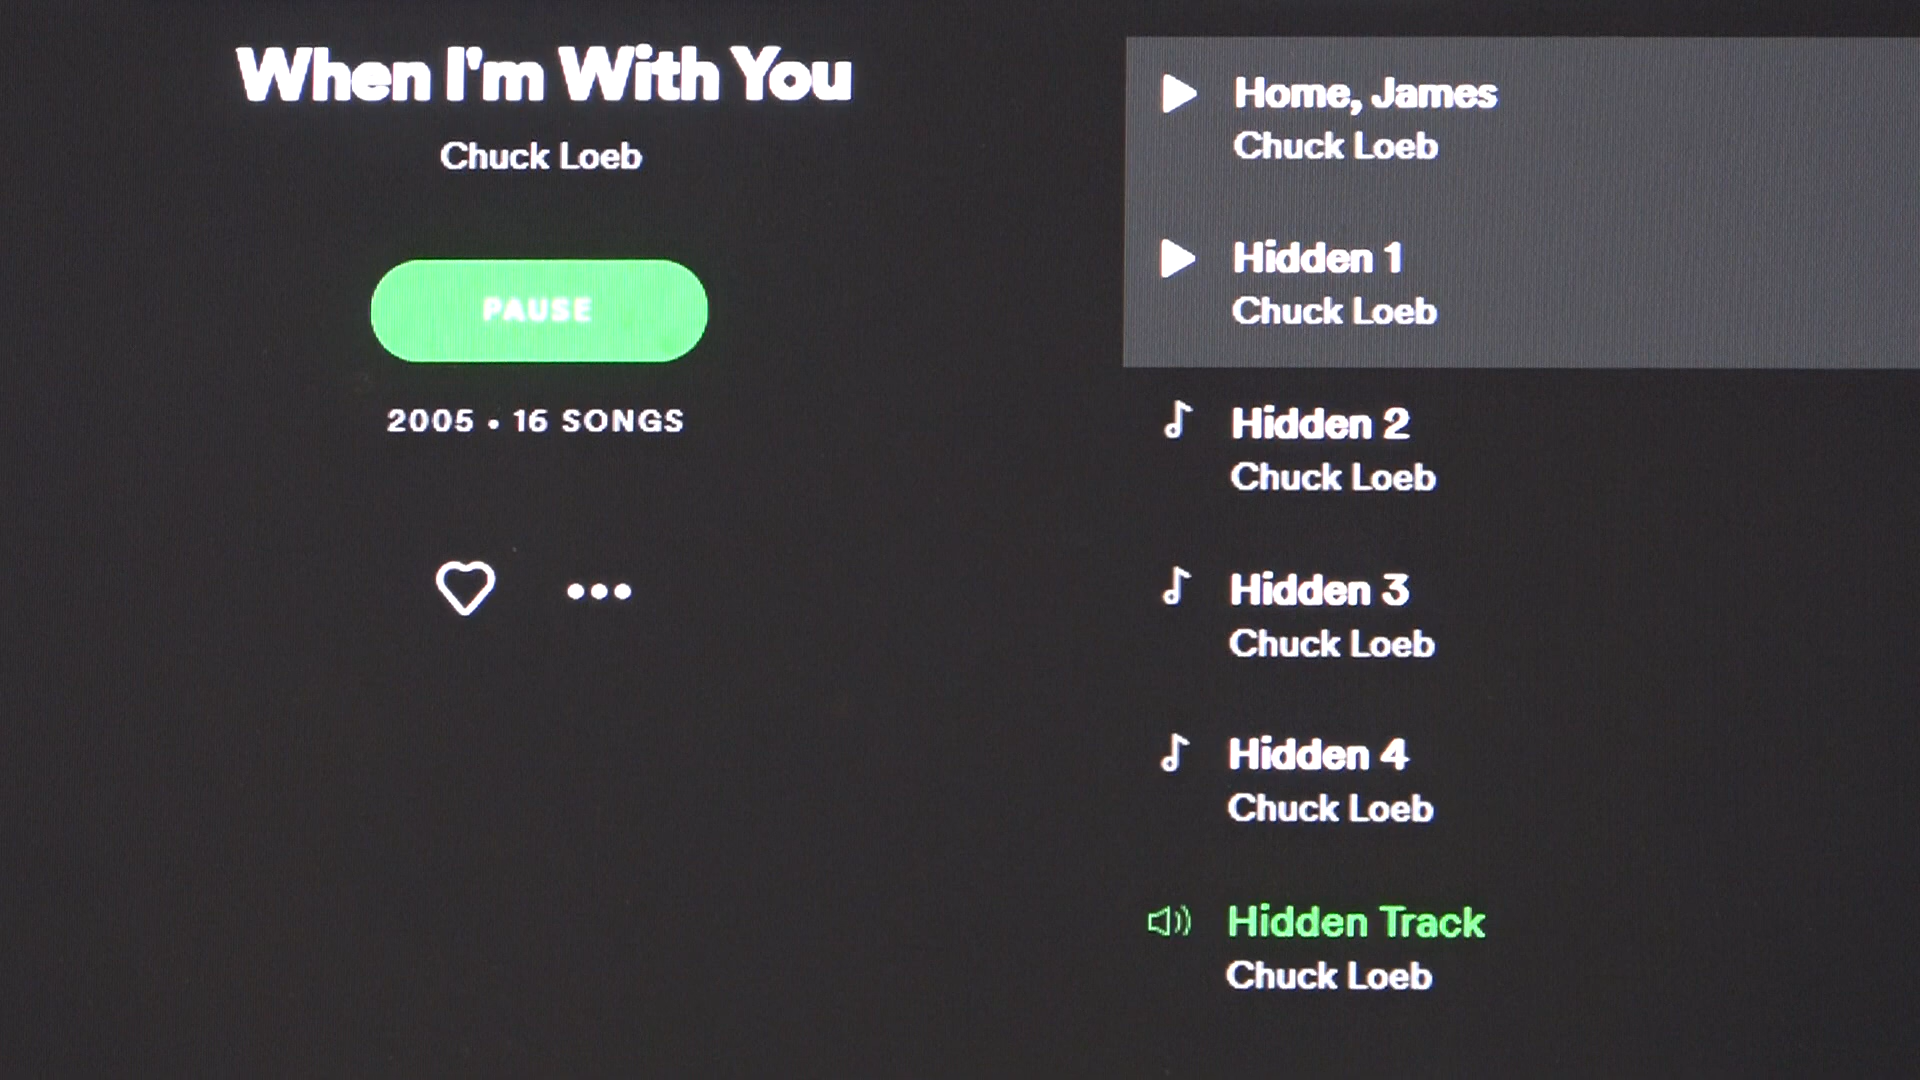 When I'm With You
Chuck Loeb
PAUSE
2005 • 16 SONGS
Home, James
Chuck Loeb
Hidden 1
Chuck Loeb
Hidden 2
Chuck Loeb
Hidden 3
Chuck Loeb
Hidden 4
Chuck Loeb
Hidden Track
Chuck Loeb